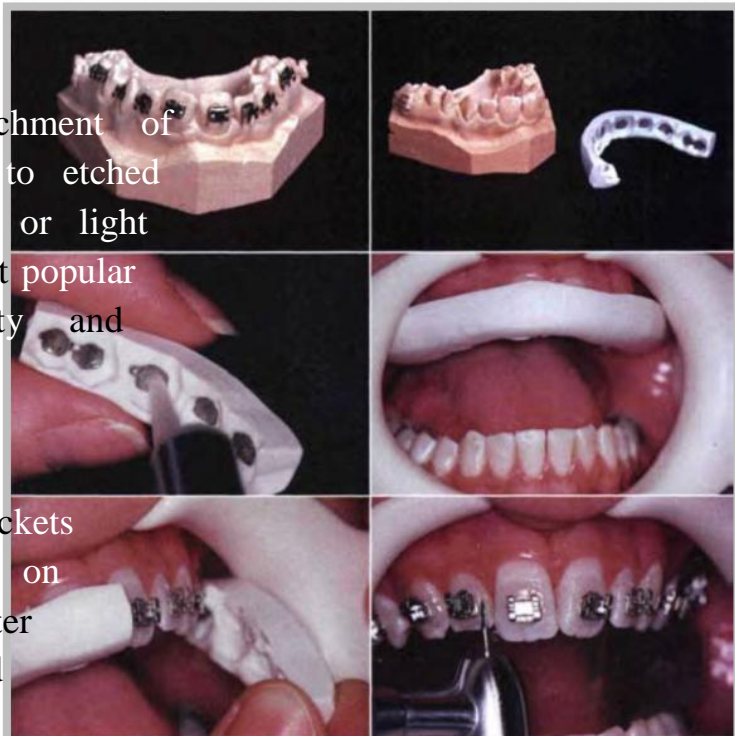 chment of
to etched
or light
t popular
ty and
ckets
on
ter